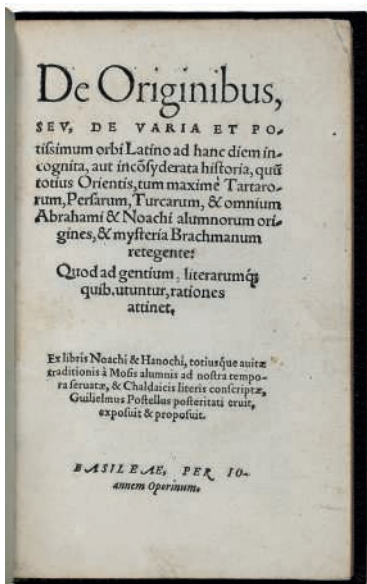 De Originibus,
SEV, DE VARIA ET PO-
tissimum orbi Latino ad hanc diem in-
cognita, aut incõsyderata historia, quũ
totius Orientis, tum maximè Tartaro-
rum, Persarum, Turcarum, & omnium
Abrahami & Noachi alumnorum ori-
gines, & mysteria Brachmanum
retegente:
Quod ad gentium, literarumq́;
quib. utuntur, rationes
attinet.
Ex libris Noachi & Hanochi, totiusque auitæ
traditionis à Mosis alumnis ad nostra tempo-
ra seruatæ, & Chaldaicis literis conscriptæ,
Guilielmus Postellus posteritati eruit,
exposuit & proposuit.
BASILEAE, PER IO-
annem Oporinum.